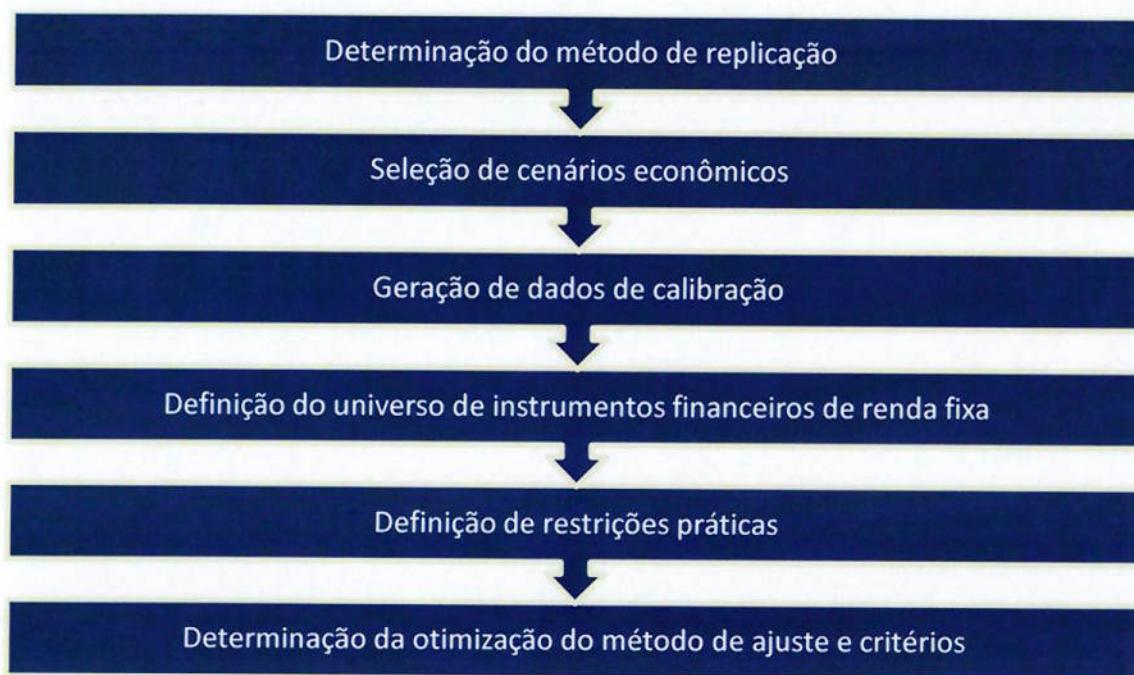 Determinação do método de replicação
Seleção de cenários econômicos
Geração de dados de calibração
Definição do universo de instrumentos financeiros de renda fixa
Definição de restrições práticas
Determinação da otimização do método de ajuste e critérios